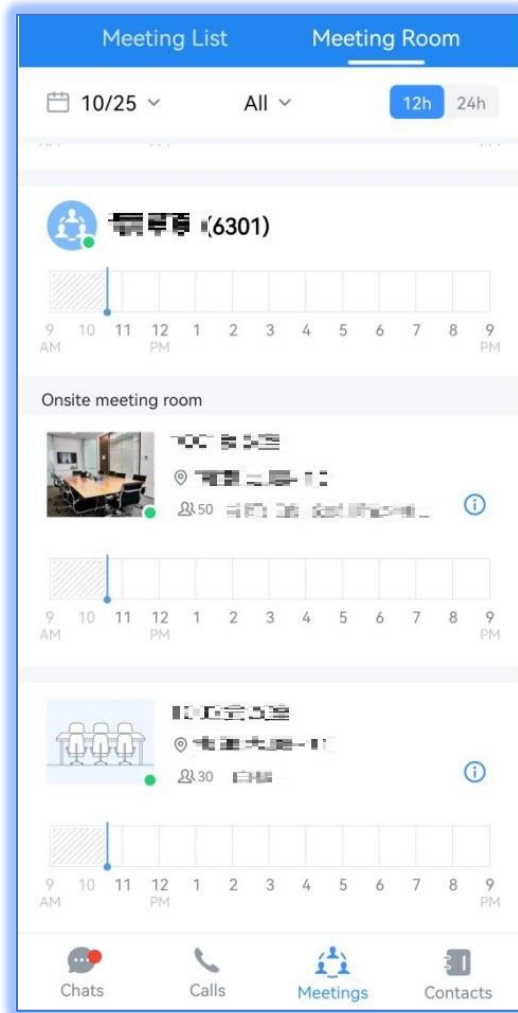 Meeting List Meeting Room
10/25 All 12h 24h
(6301)
9 10 11 12 1 2 3 4 5 6 7 8 9
AM PM PM
Onsite meeting room
50
9 10 11 12 1 2 3 4 5 6 7 8 9
AM PM PM
30
9 10 11 12 1 2 3 4 5 6 7 8 9
AM PM PM
Chats Calls Meetings Contacts